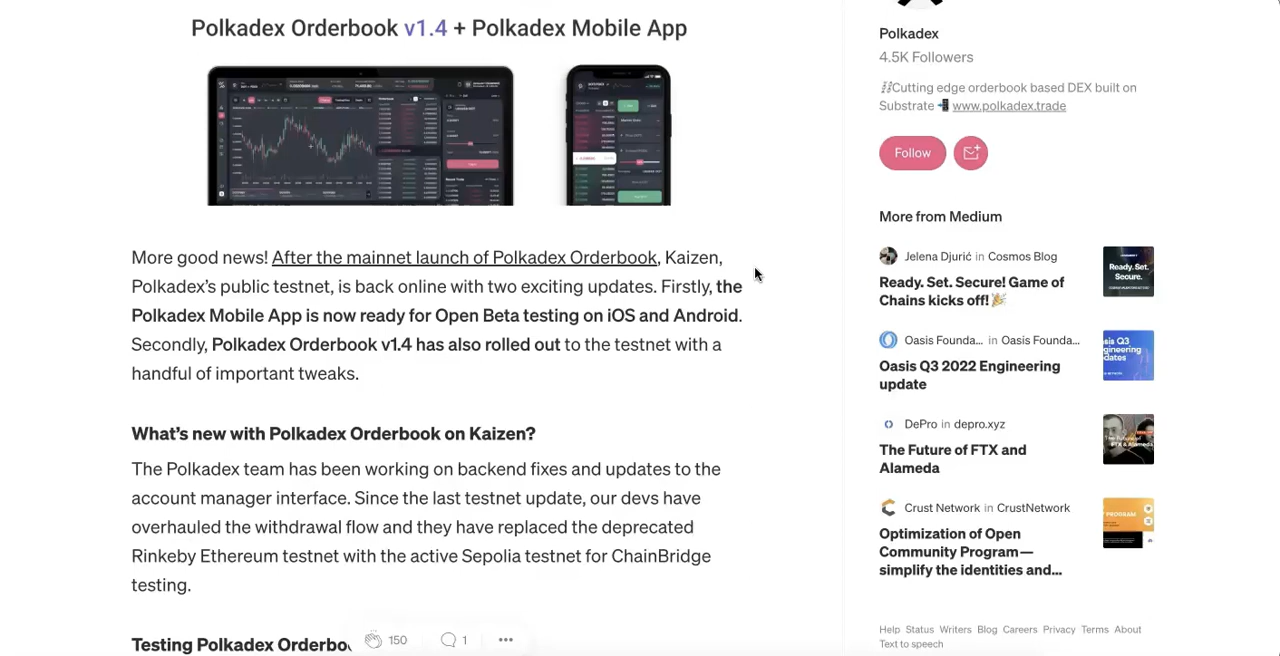 Polkadex Orderbook v1.4 + Polkadex Mobile App
More good news! After the mainnet launch of Polkadex Orderbook, Kaizen,
Polkadex’s public testnet, is back online with two exciting updates. Firstly, the
Polkadex Mobile App is now ready for Open Beta testing on iOS and Android.
Secondly, Polkadex Orderbook v1.4 has also rolled out to the testnet with a
handful of important tweaks.
What’s new with Polkadex Orderbook on Kaizen?
The Polkadex team has been working on backend fixes and updates to the
account manager interface. Since the last testnet update, our devs have
overhauled the withdrawal flow and they have replaced the deprecated
Rinkeby Ethereum testnet with the active Sepolia testnet for ChainBridge
testing.
Testing Polkadex
150
1
Polkadex
4.5K Followers
Cutting edge orderbook based DEX built on
Substrate www.polkadex.trade
Follow
More from Medium
Jelena Djurić in Cosmos Blog
Ready. Set. Secure! Game of
Chains kicks off!
Ready. Set.
Secure.
Oasis Founda... in Oasis Founda...
Oasis Q3 2022 Engineering
update
DePro in depro.xyz
The Future of FTX and
Alameda
Crust Network in CrustNetwork
Optimization of Open
Community Program—
simplify the identities and...
Help Status Writers Blog Careers Privacy Terms About
Text to speech